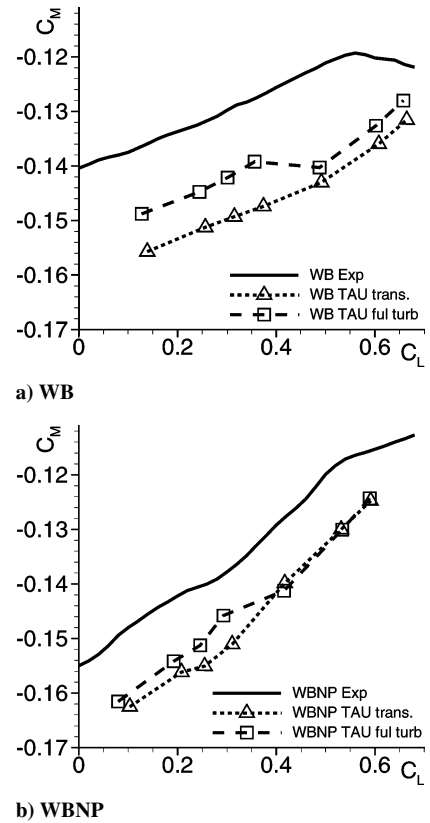 C_M
-0.12
-0.13
-0.14
-0.15
-0.16
-0.17
WB Exp
WB TAU trans.
WB TAU ful turb
0 0.2 0.4 0.6 C_L
a) WB
C_M
-0.12
-0.13
-0.14
-0.15
-0.16
-0.17
WBNP Exp
WBNP TAU trans.
WBNP TAU ful turb
0 0.2 0.4 0.6 C_L
b) WBNP